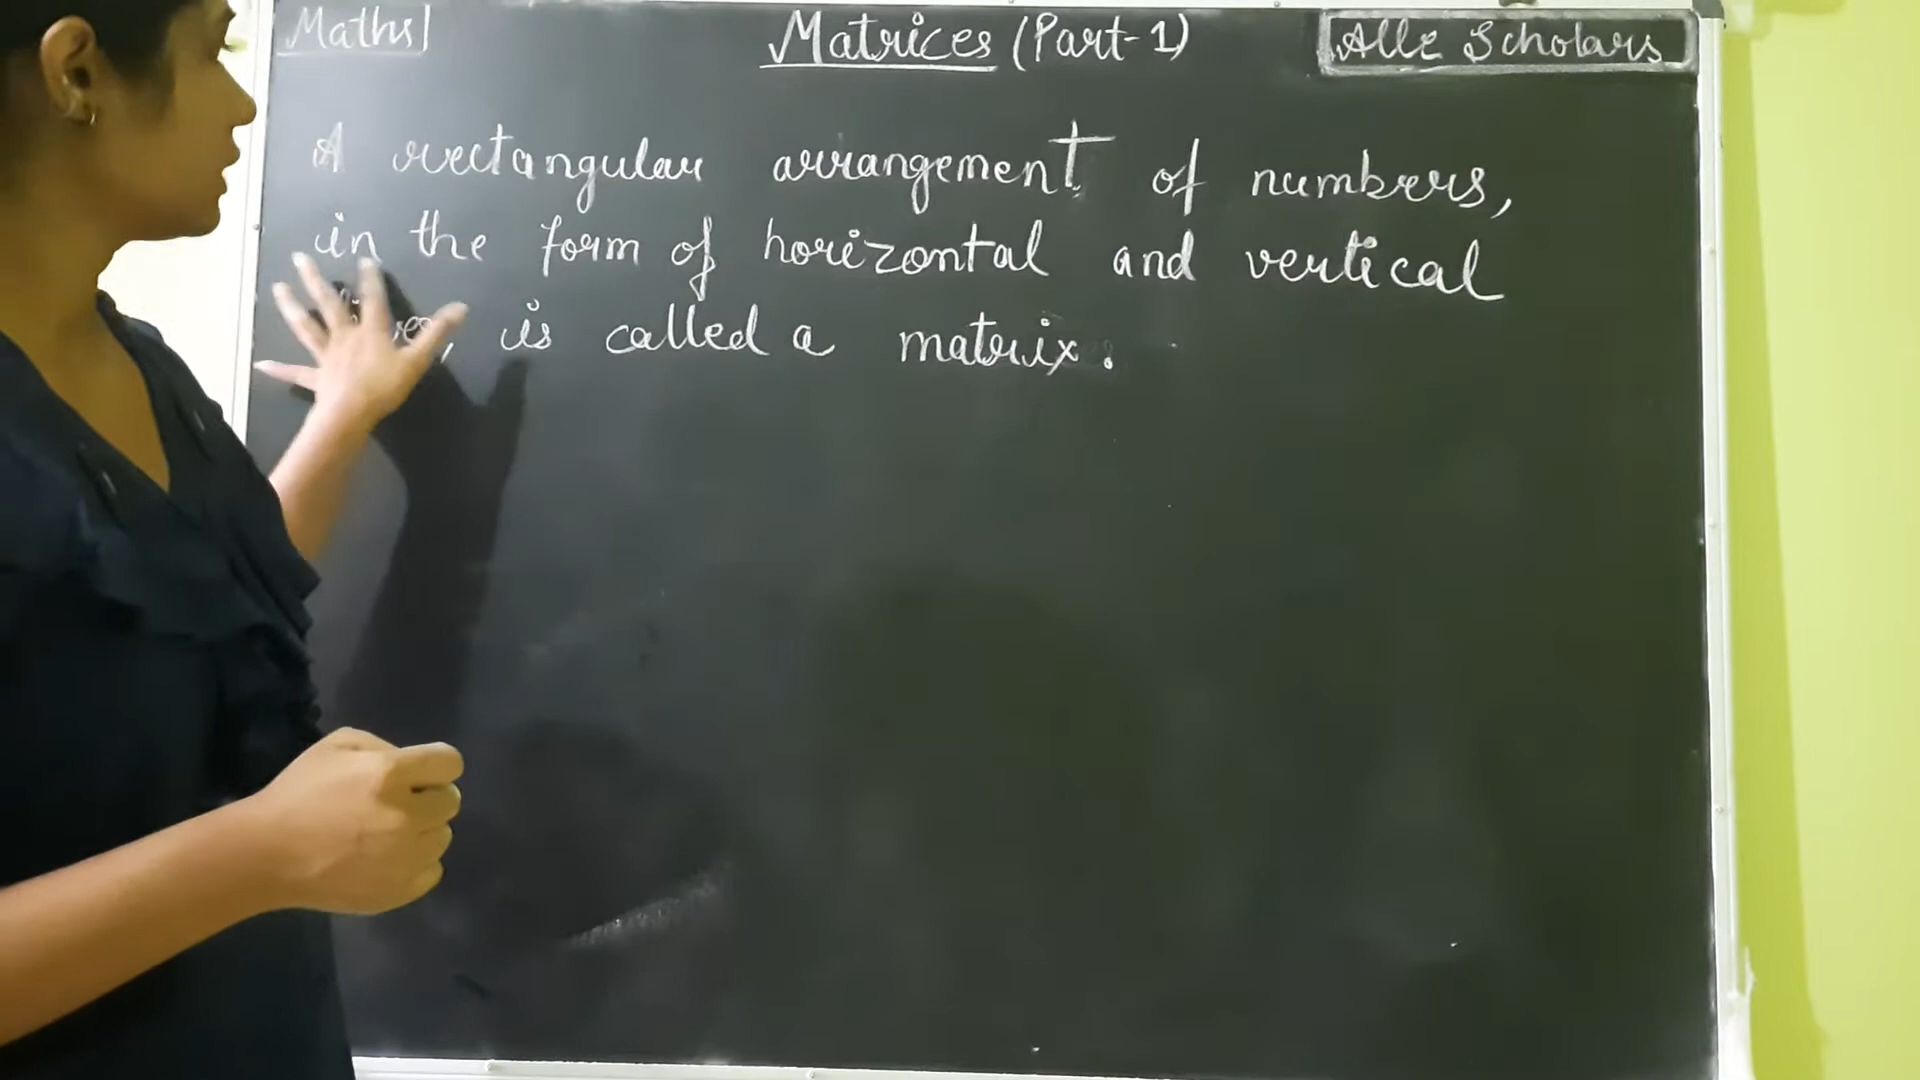 Maths
Matrices (Part-1)
Alle Scholars
A rectangular arrangement of numbers,
in the form of horizontal and vertical
is called a matrix.